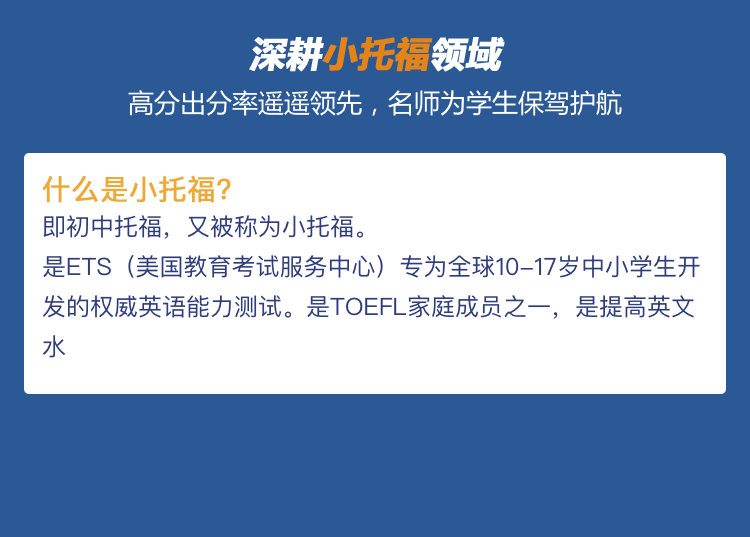 深耕小托福领域
高分出分率遥遥领先，名师为学生保驾护航
什么是小托福？
即初中托福，又被称为小托福。
是ETS（美国教育考试服务中心）专为全球10-17岁中小学生开
发的权威英语能力测试。是TOEFL家庭成员之一，是提高英文
水